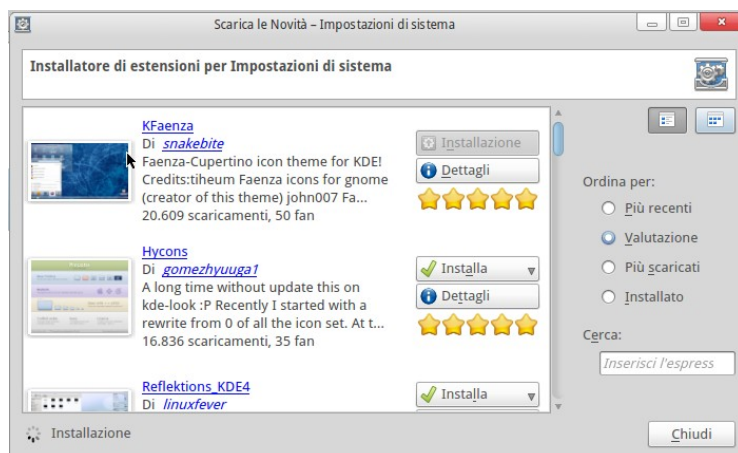 Scarica le Novità – Impostazioni di sistema
Installatore di estensioni per Impostazioni di sistema
KFaenza
Di snakebite
Faenza-Cupertino icon theme for KDE!
Credits:tiheum Faenza icons for gnome
(creator of this theme) john007 Fa...
20.609 scaricamenti, 50 fan
Installazione
Dettagli
Hycons
Di gomezhyuuga1
A long time without update this on
kde-look :P Recently I started with a
rewrite from 0 of all the icon set. At t...
16.836 scaricamenti, 35 fan
Installa
Dettagli
Reflektions_KDE4
Di linuxfever
Installa
Ordina per:
Più recenti
Valutazione
Più scaricati
Installato
Cerca:
Inserisci l'espress
Installazione
Chiudi